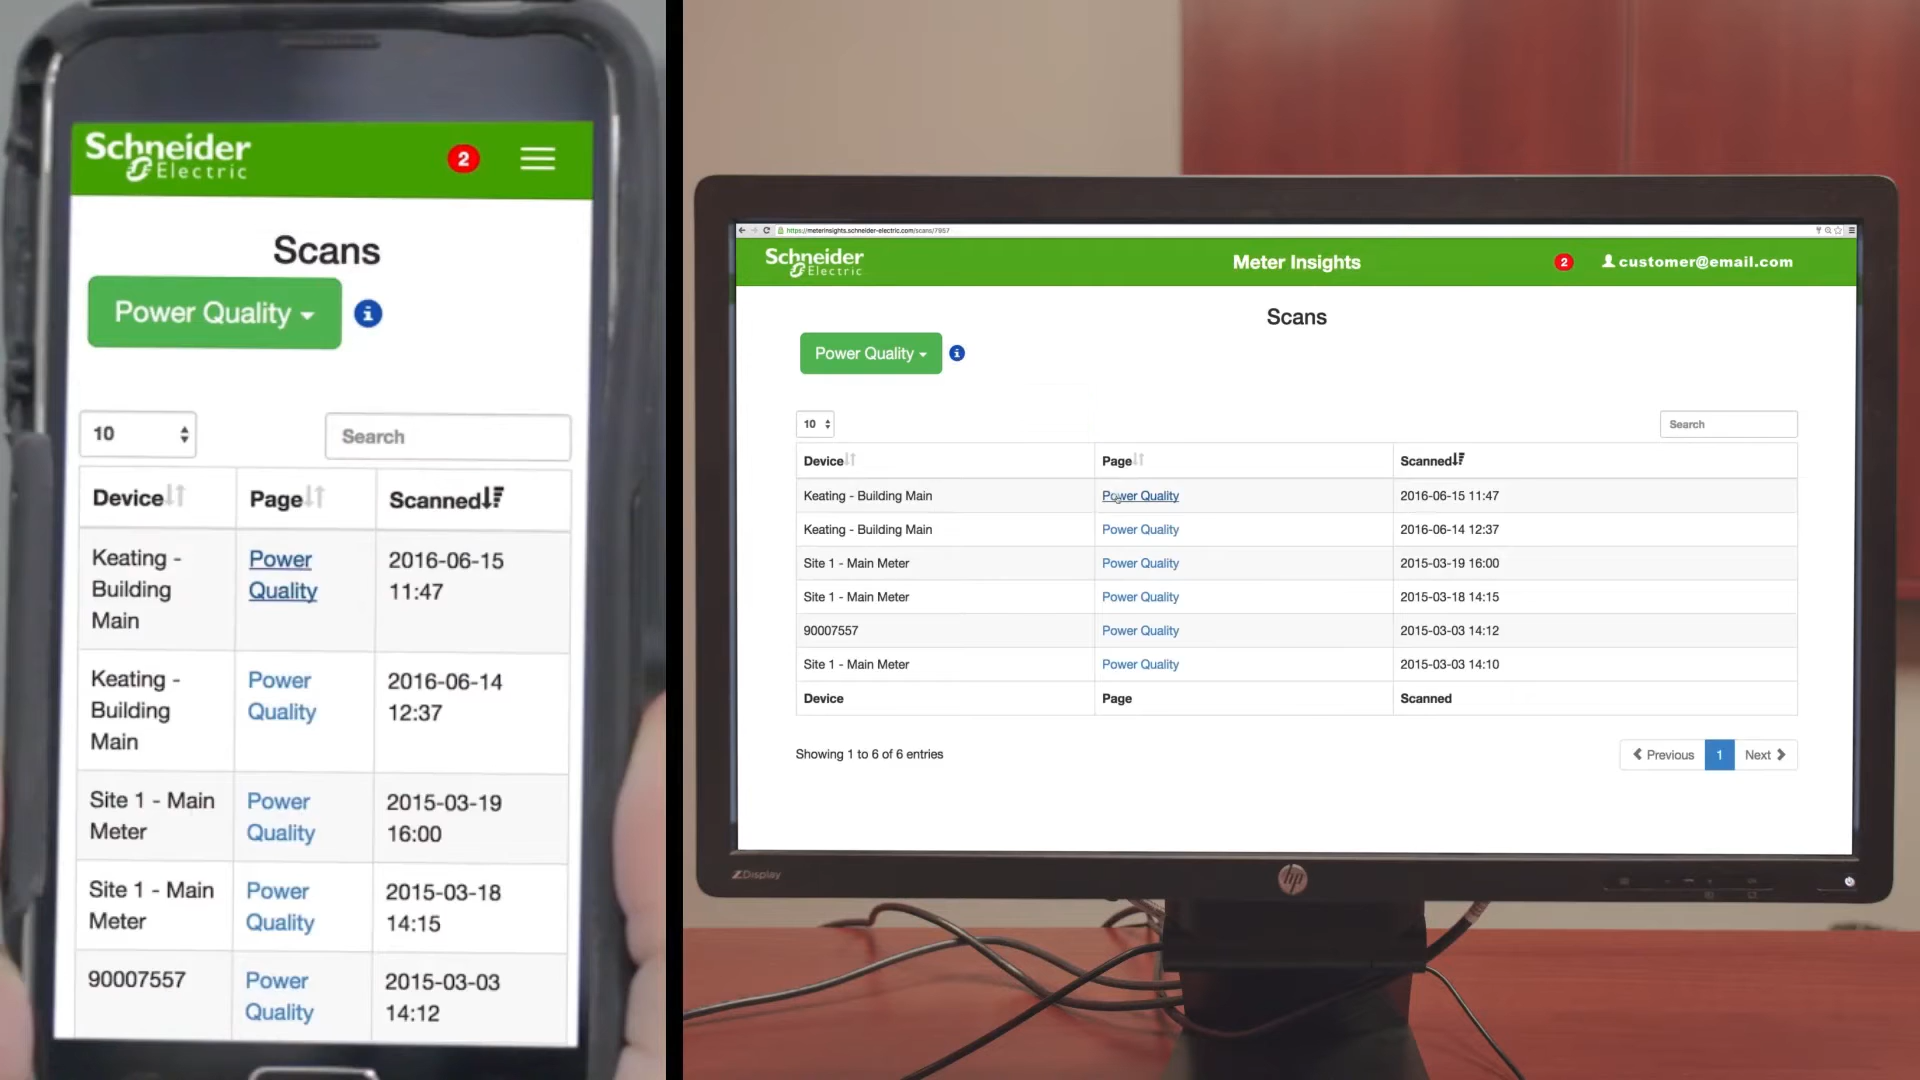 Schneider
Electric
2
Scans
Power Quality
10
Search
Device
Page
Scanned
Keating -
Building
Main
Power
Quality
2016-06-15
11:47
Keating -
Building
Main
Power
Quality
2016-06-14
12:37
Site 1 - Main
Meter
Power
Quality
2015-03-19
16:00
Site 1 - Main
Meter
Power
Quality
2015-03-18
14:15
90007557
Power
Quality
2015-03-03
14:12
https://meterinsights.schneider-electric.com/scans/7957
Schneider
Electric
Meter Insights
2
customer@email.com
Scans
Power Quality
10
Search
Device Page Scanned
Keating - Building Main Power Quality 2016-06-15 11:47
Keating - Building Main Power Quality 2016-06-14 12:37
Site 1 - Main Meter Power Quality 2015-03-19 16:00
Site 1 - Main Meter Power Quality 2015-03-18 14:15
90007557 Power Quality 2015-03-03 14:12
Site 1 - Main Meter Power Quality 2015-03-03 14:10
Device Page Scanned
Showing 1 to 6 of 6 entries
Previous 1 Next
ZDisplay
hp